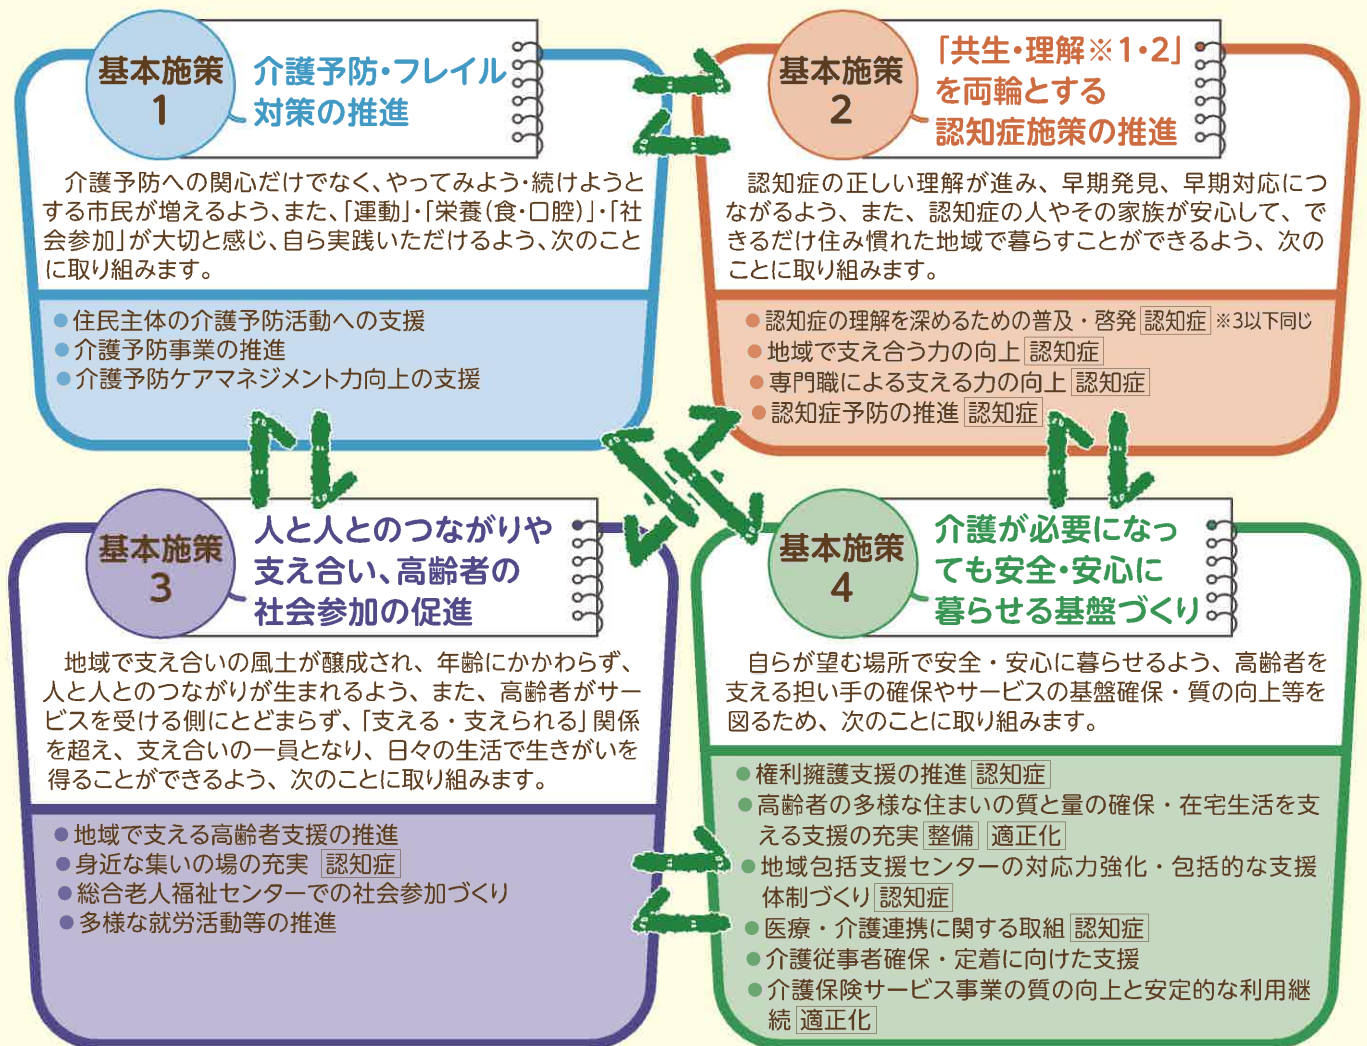 基本施策
1
介護予防・フレイル
対策の推進
介護予防への関心だけでなく、やってみよう・続けようと
する市民が増えるよう、また、「運動」・「栄養(食・口腔)」・「社
会参加」が大切と感じ、自ら実践いただけるよう、次のこと
に取り組みます。
●住民主体の介護予防活動への支援
●介護予防事業の推進
●介護予防ケアマネジメント力向上の支援
基本施策
2
「共生・理解※1・2」
を両輪とする
認知症施策の推進
認知症の正しい理解が進み、早期発見、早期対応につ
ながるよう、また、認知症の人やその家族が安心して、で
きるだけ住み慣れた地域で暮らすことができるよう、次の
ことに取り組みます。
●認知症の理解を深めるための普及・啓発 認知症 ※3以下同じ
●地域で支え合う力の向上 認知症
●専門職による支える力の向上 認知症
●認知症予防の推進 認知症
基本施策
3
人と人とのつながりや
支え合い、高齢者の
社会参加の促進
地域で支え合いの風土が醸成され、年齢にかかわらず、
人と人とのつながりが生まれるよう、また、高齢者がサー
ビスを受ける側にとどまらず、「支える・支えられる」関係
を超え、支え合いの一員となり、日々の生活で生きがいを
得ることができるよう、次のことに取り組みます。
●地域で支える高齢者支援の推進
●身近な集いの場の充実 認知症
●総合老人福祉センターでの社会参加づくり
●多様な就労活動等の推進
基本施策
4
介護が必要になっ
ても安全・安心に
暮らせる基盤づくり
自らが望む場所で安全・安心に暮らせるよう、高齢者を
支える担い手の確保やサービスの基盤確保・質の向上等を
図るため、次のことに取り組みます。
●権利擁護支援の推進 認知症
●高齢者の多様な住まいの質と量の確保・在宅生活を支
える支援の充実 整備 適正化
●地域包括支援センターの対応力強化・包括的な支援
体制づくり 認知症
●医療・介護連携に関する取組 認知症
●介護従事者確保・定着に向けた支援
●介護保険サービス事業の質の向上と安定的な利用継
続 適正化